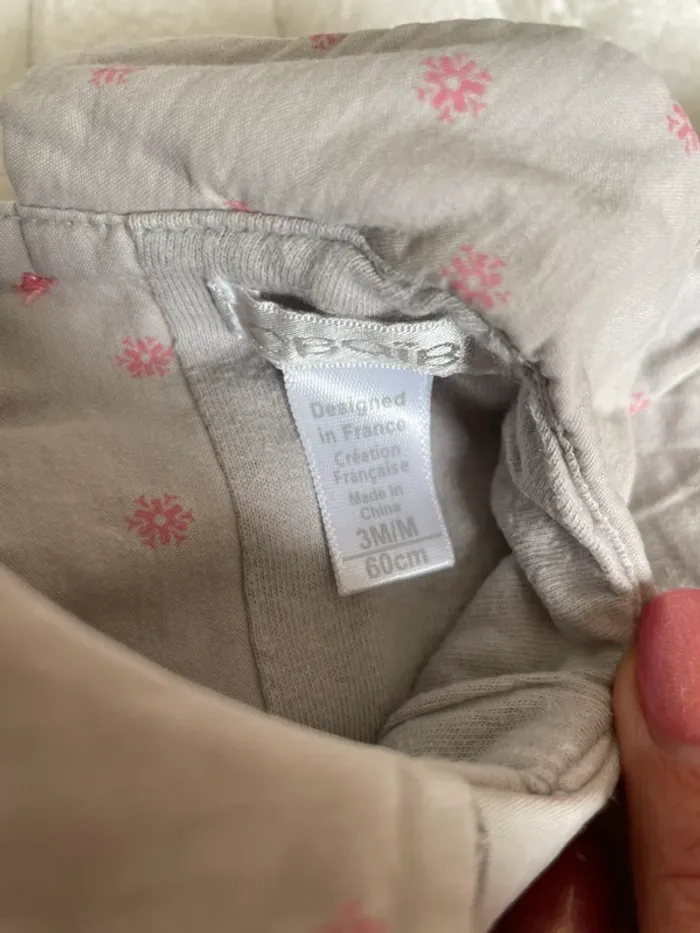 Designed
in France
Création
Française
Made in
China
3M/M
60cm